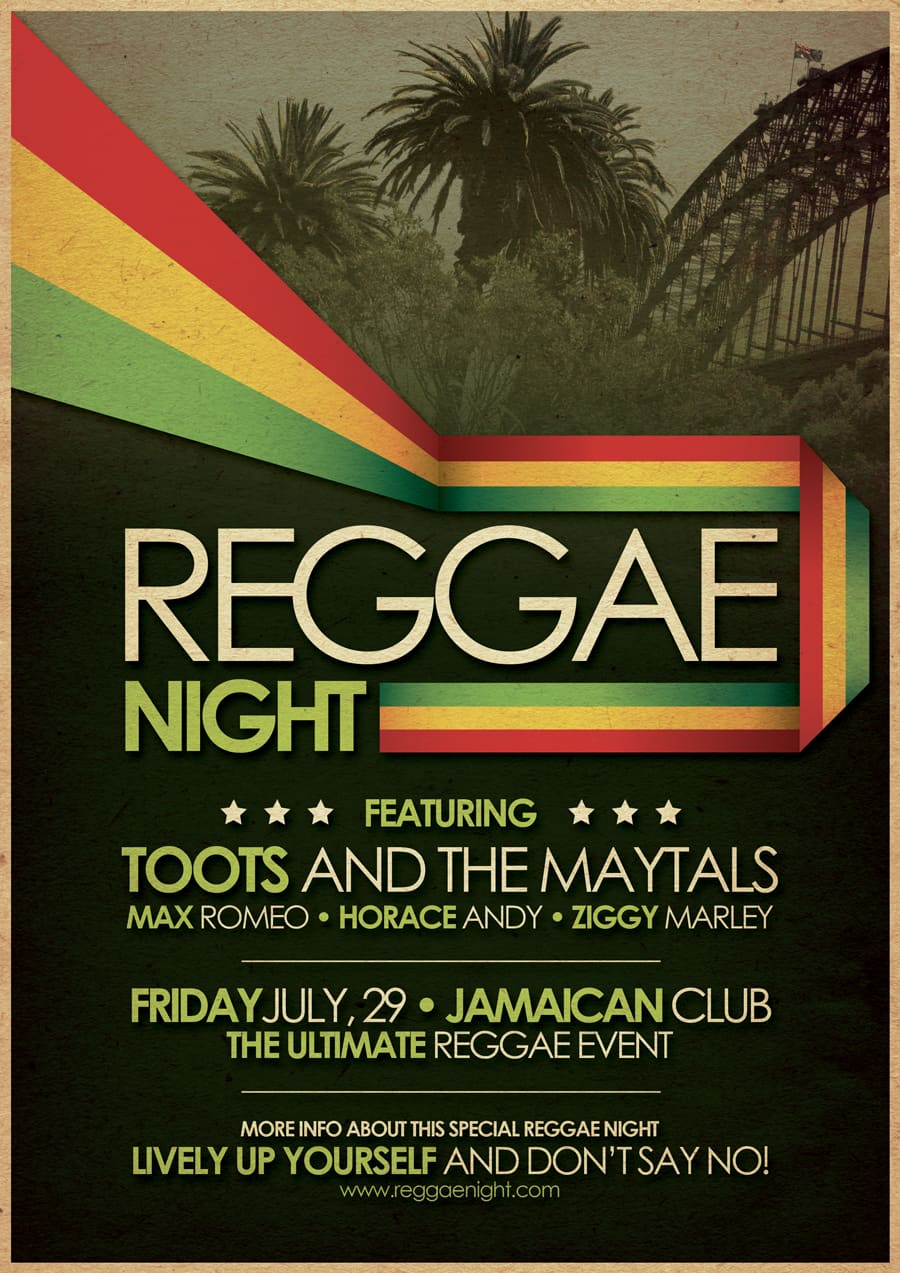 REGGAE
NIGHT
FEATURING
TOOTS AND THE MAYTALS
MAX ROMEO • HORACE ANDY • ZIGGY MARLEY
FRIDAY JULY, 29 • JAMAICAN CLUB
THE ULTIMATE REGGAE EVENT
MORE INFO ABOUT THIS SPECIAL REGGAE NIGHT
LIVELY UP YOURSELF AND DON'T SAY NO!
www.reggaenight.com